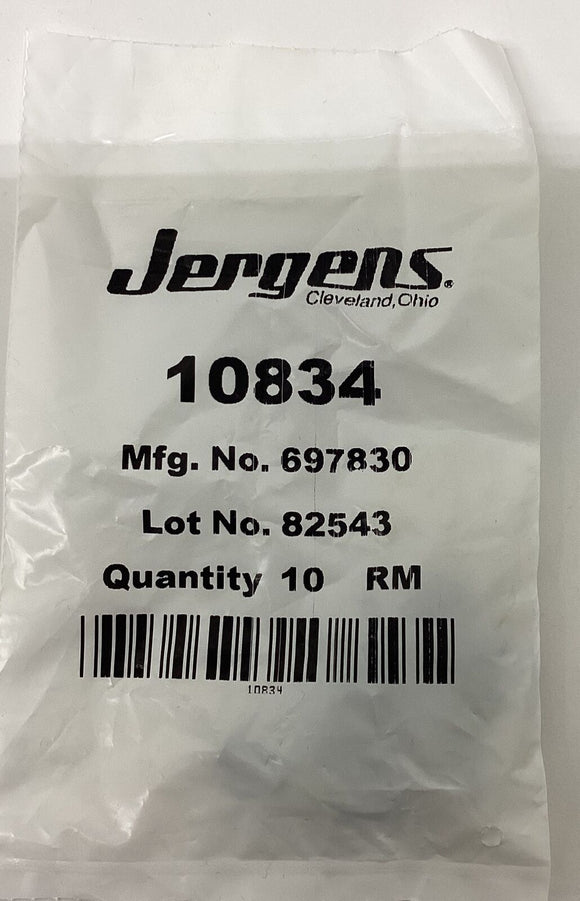 Jergens®
Cleveland, Ohio
10834
Mfg. No. 697830
Lot No. 82543
Quantity 10 RM
10834